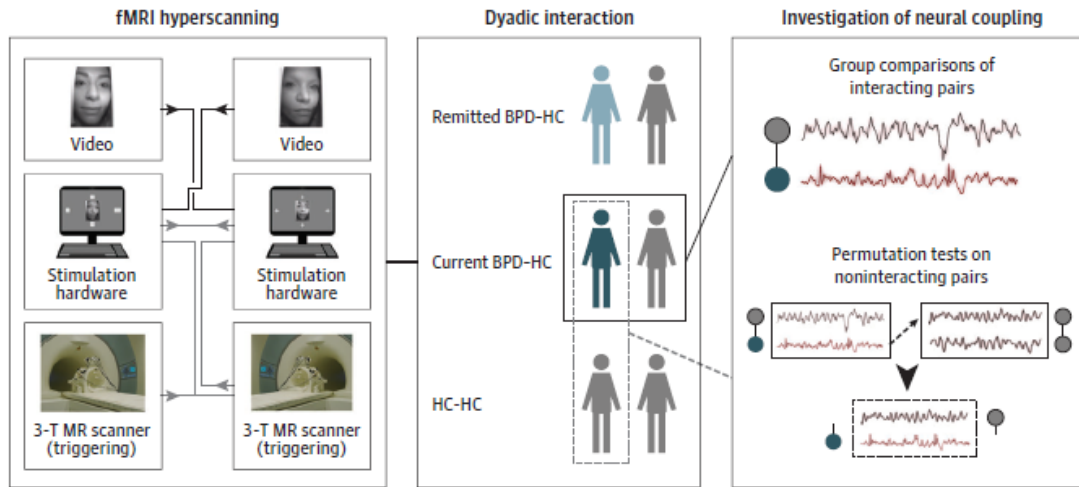 fMRI hyperscanning
Video
Video
Stimulation
hardware
Stimulation
hardware
3-T MR scanner
(triggering)
3-T MR scanner
(triggering)
Dyadic interaction
Remitted BPD–HC
Current BPD–HC
HC-HC
Investigation of neural coupling
Group comparisons of
interacting pairs
Permutation tests on
noninteracting pairs